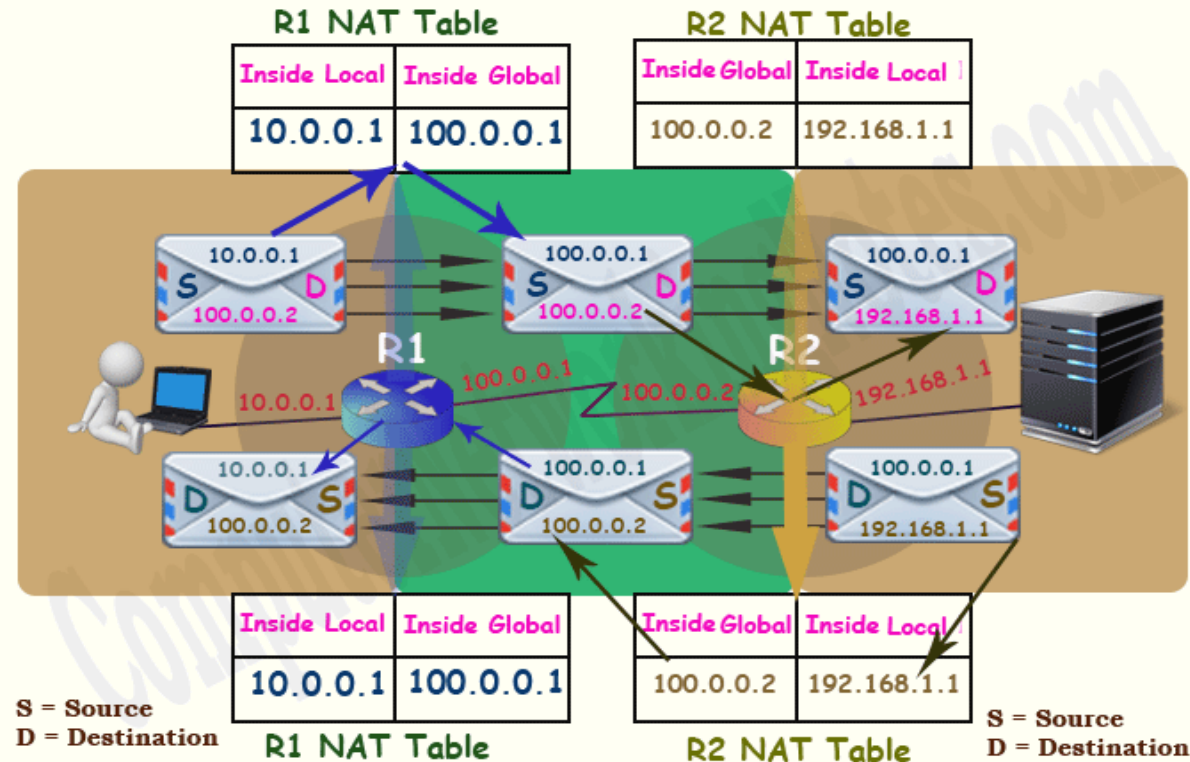 R1 NAT Table
R2 NAT Table
Inside Local Inside Global
Inside Global Inside Local
10.0.0.1 100.0.0.1
100.0.0.2 192.168.1.1
10.0.0.1
S D
100.0.0.2
100.0.0.1
S D
100.0.0.2
100.0.0.1
S D
192.168.1.1
R1
R2
10.0.0.1
100.0.0.1
100.0.0.2
192.168.1.1
10.0.0.1
D S
100.0.0.2
100.0.0.1
D S
100.0.0.2
100.0.0.1
D S
192.168.1.1
Inside Local Inside Global
Inside Global Inside Local
10.0.0.1 100.0.0.1
100.0.0.2 192.168.1.1
S = Source
D = Destination
R1 NAT Table
R2 NAT Table
S = Source
D = Destination